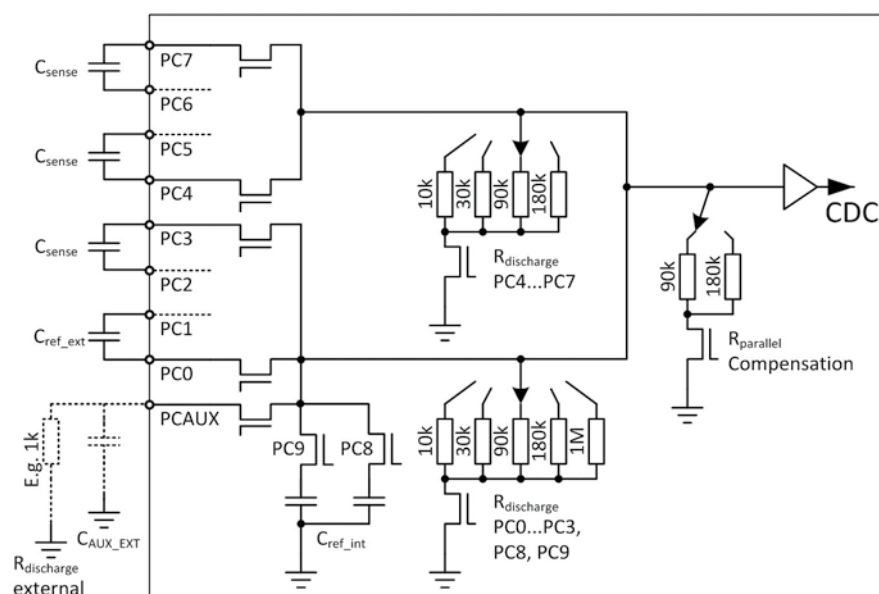 PC7
Csense
PC6
PC5
Csense
PC4
10k
30k
90k
180k
CDC
PC3
Csense
PC2
Rdischarge
PC4...PC7
90k
180k
PC1
Cref_ext
PC0
Rparallel
Compensation
PCAUX
E.g. 1k
PC9
PC8
10k
30k
90k
180k
1M
CAUX_EXT
Cref_int
Rdischarge
PC0...PC3,
PC8, PC9
Rdischarge
external